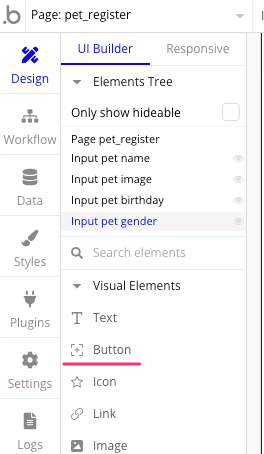 .b Page: pet_register
UI Builder Responsive
Design
Elements Tree
Only show hideable
Workflow
Page pet_register
Input pet name
Input pet image
Data
Input pet birthday
Input pet gender
Styles
Search elements
Visual Elements
Plugins
Text
Button
Settings
Icon
Link
Logs
Image